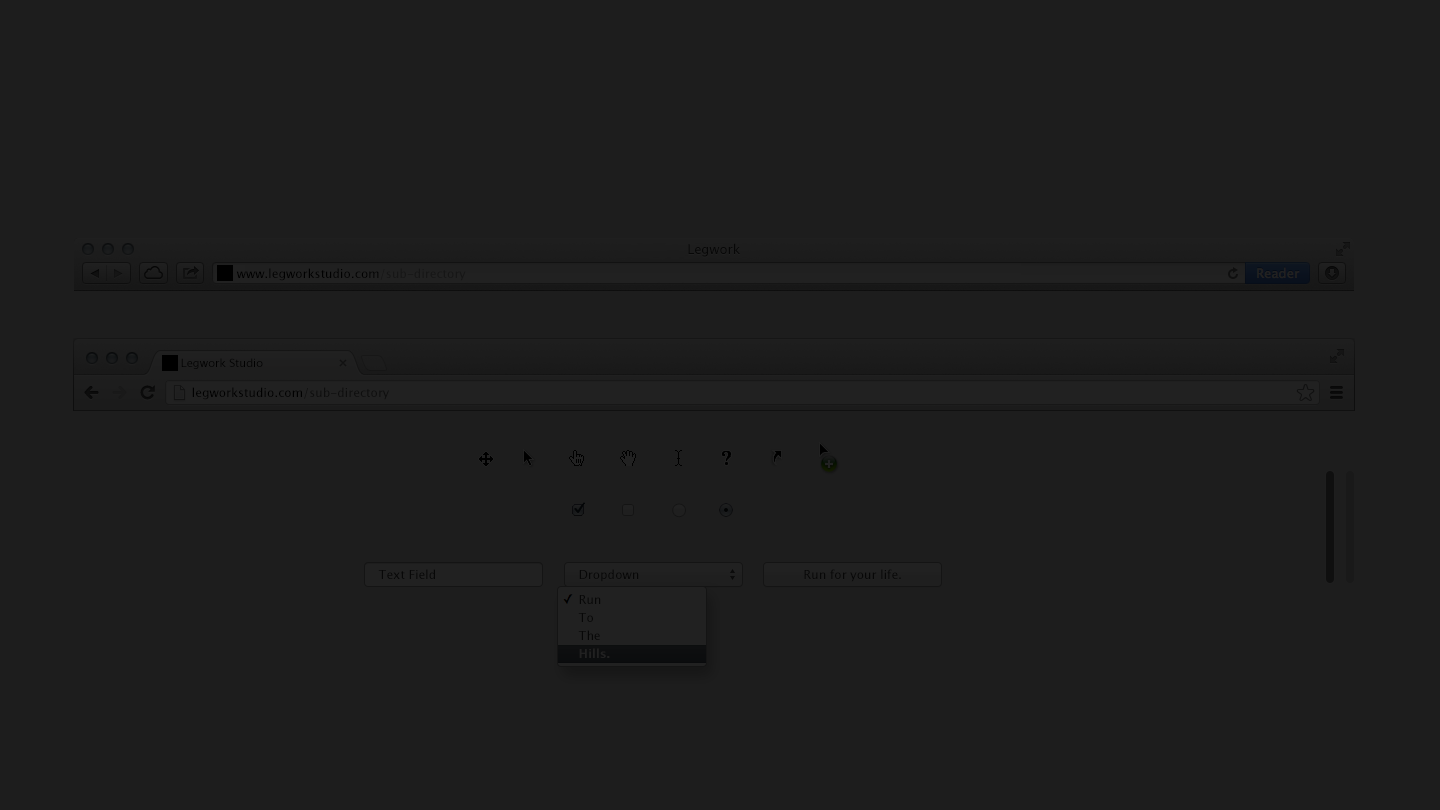 Legwork
www.legworkstudio.com/sub-directory
Reader
Legwork Studio
legworkstudio.com/sub-directory
?
Text Field
Dropdown
Run for your life.
Run
To
The
Hills.